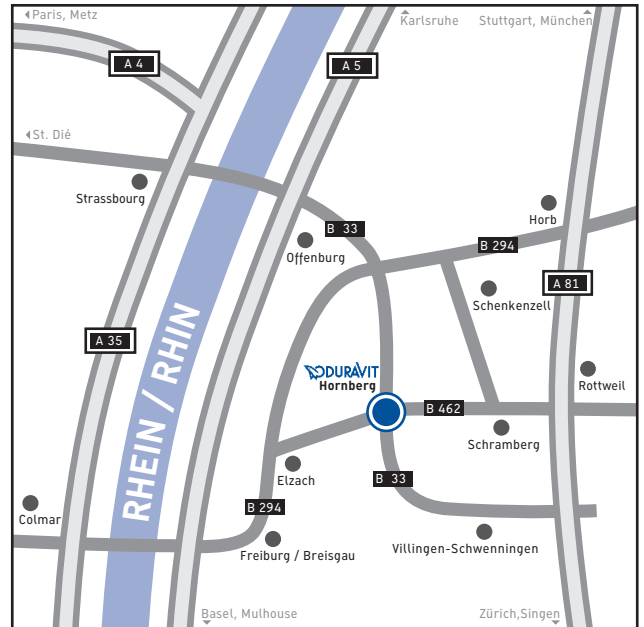 Paris, Metz
Karlsruhe
Stuttgart, München
A 4
A 5
St. Dié
Strassbourg
Horb
B 33
B 294
Offenburg
A 81
Schenkenzell
A 35
RHEIN / RHIN
DURAVIT
Hornberg
Rottweil
B 462
Schramberg
Elzach
B 33
Colmar
B 294
Freiburg / Breisgau
Villingen-Schwenningen
Basel, Mulhouse
Zürich,Singen